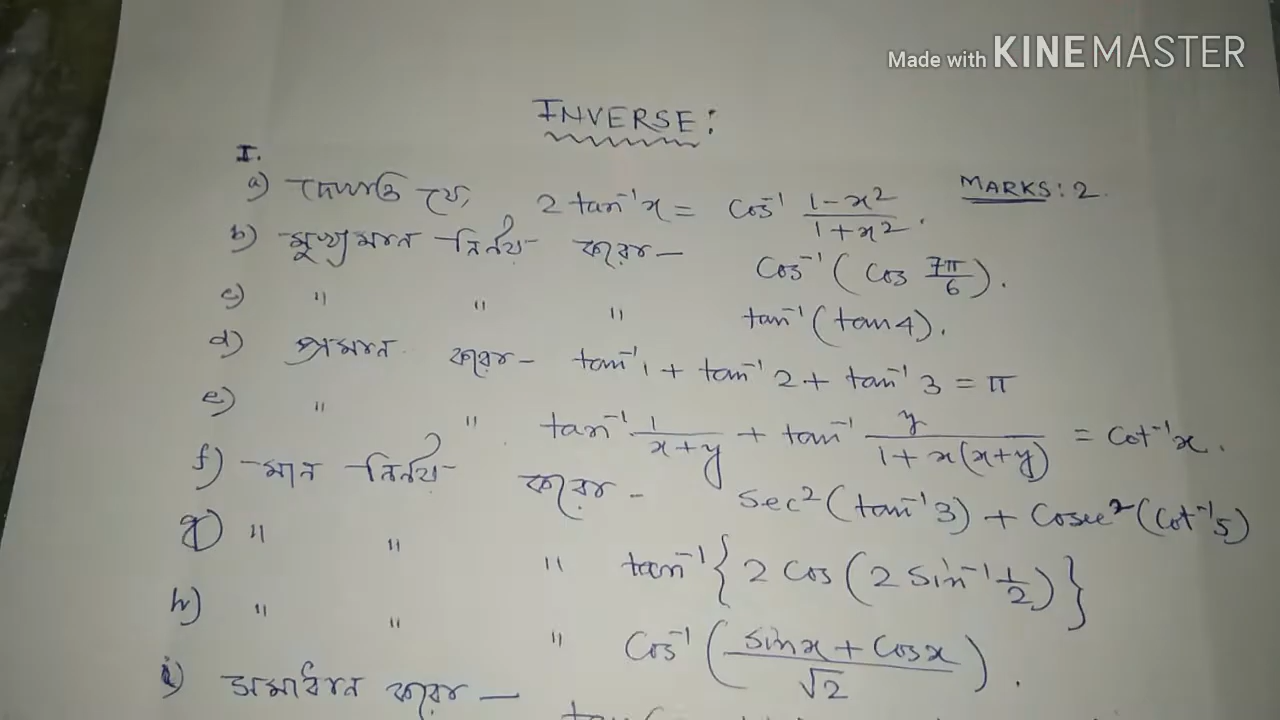 Made with KINEMASTER
INVERSE:
I.
a) দেখাও যে, 2 tan⁻¹x = cos⁻¹ (1-x²)/(1+x²). MARKS: 2.
b) মুখ্যমান নির্ণয় করো — cos⁻¹ (cos 7π/6).
c) " " " tan⁻¹ (tan 4).
d) প্রমান করো – tan⁻¹1 + tan⁻¹2 + tan⁻¹3 = π
e) " " tan⁻¹ 1/(x+y) + tan⁻¹ y/(1+x(x+y)) = cot⁻¹x.
f) মান নির্ণয় করো - sec²(tan⁻¹3) + cosec²(cot⁻¹5)
g) " " " tan⁻¹{2 cos(2 sin⁻¹ 1/2)}
h) " " " cos⁻¹ ((sinx + cosx)/√2).
i) সমাধান করো —